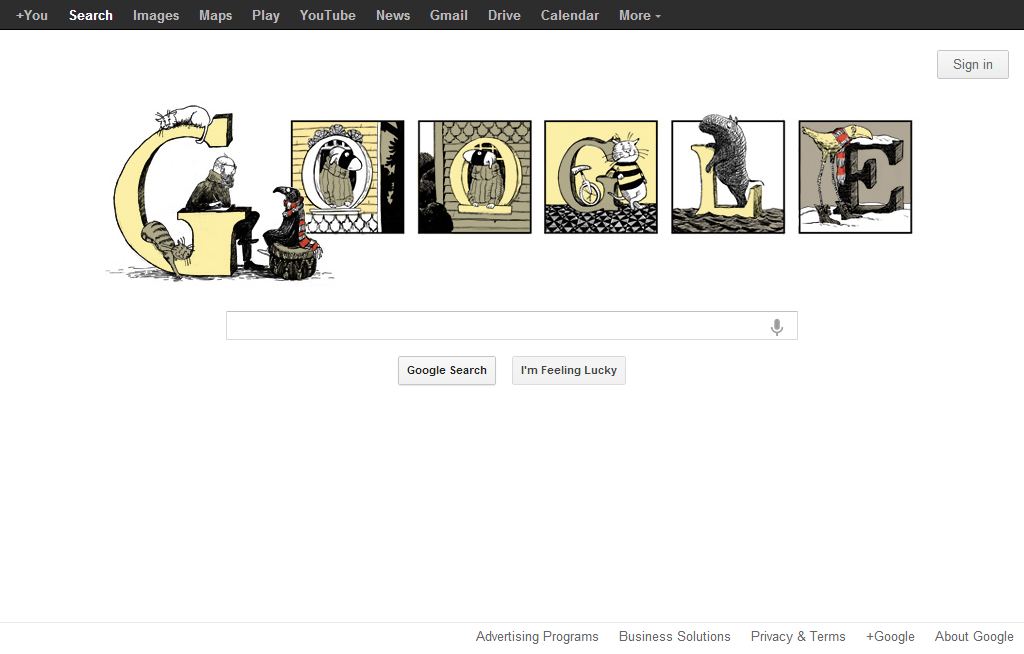 +You Search Images Maps Play YouTube News Gmail Drive Calendar More
Sign in
GOOGLE
Google Search I'm Feeling Lucky
Advertising Programs Business Solutions Privacy & Terms +Google About Google